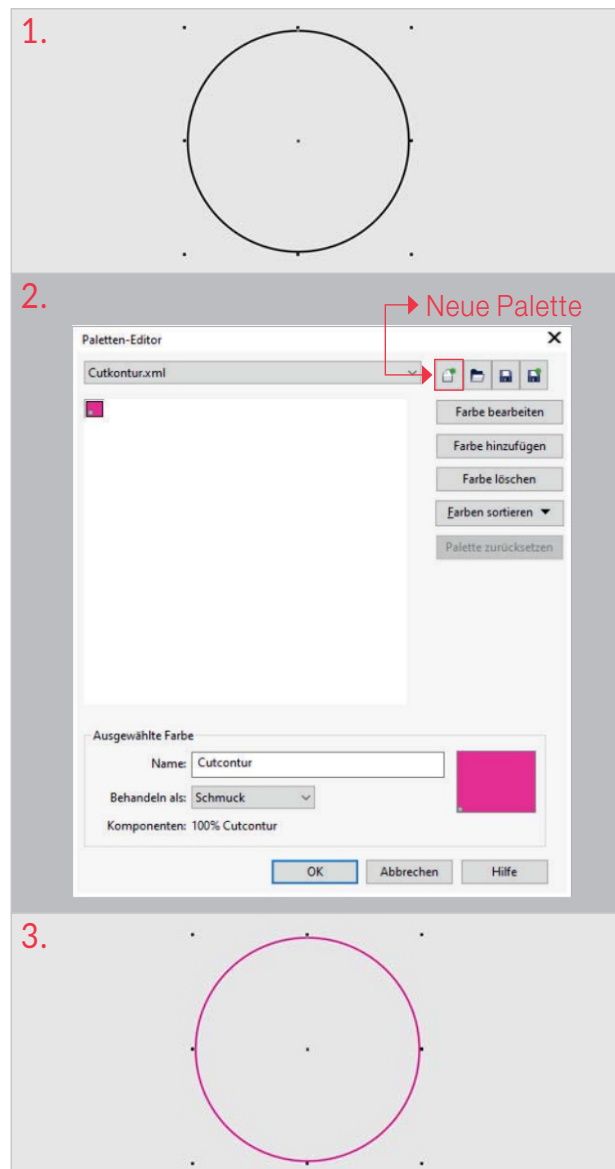 1.
2.
Neue Palette
Paletten-Editor
Cutkontur.xml
Farbe bearbeiten
Farbe hinzufügen
Farbe löschen
Farben sortieren
Palette zurücksetzen
Ausgewählte Farbe
Name: Cutcontur
Behandeln als: Schmuck
Komponenten: 100% Cutcontur
OK Abbrechen Hilfe
3.